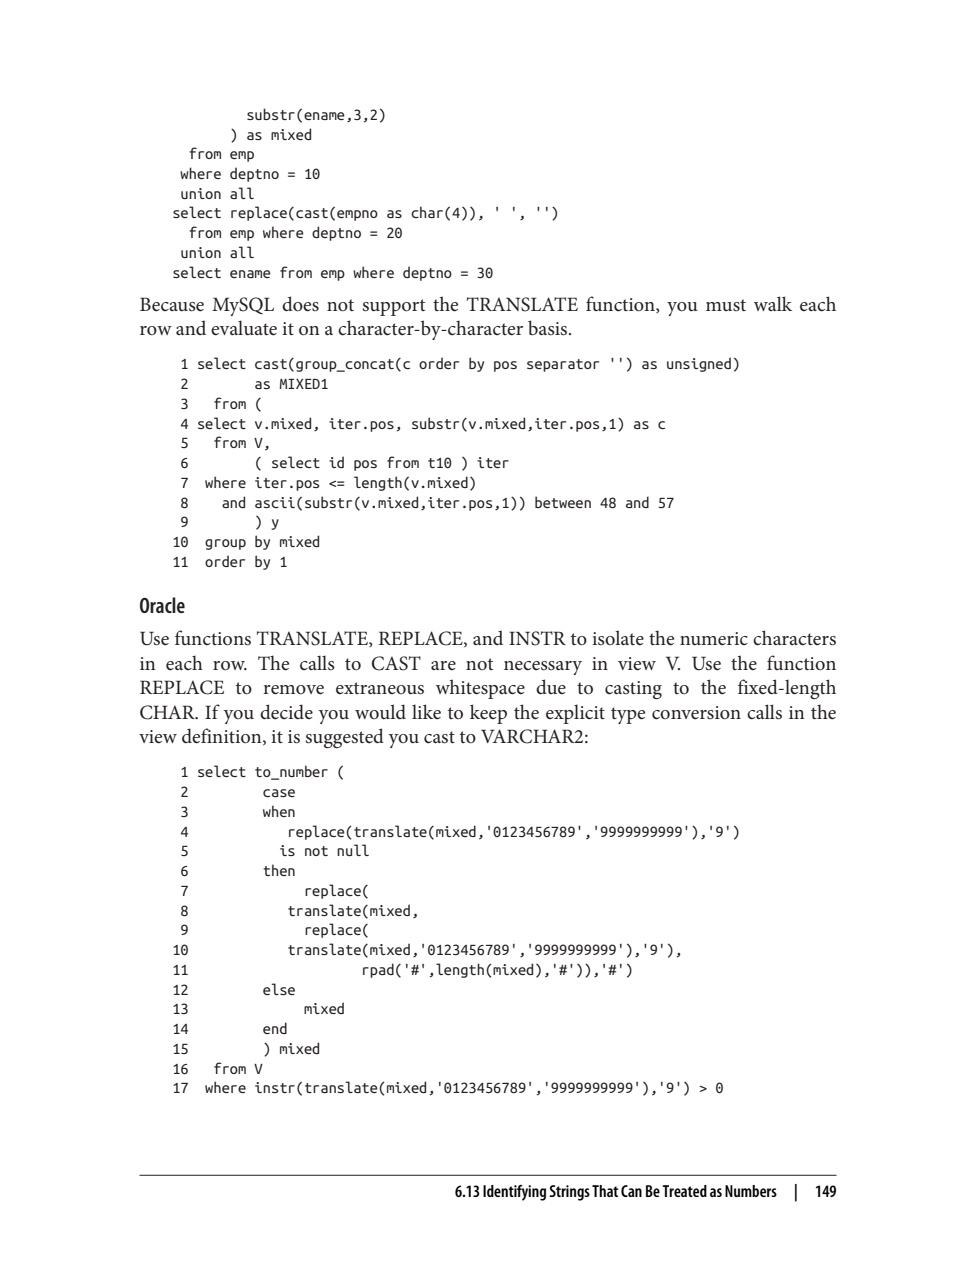 substr(ename,3,2)
) as mixed
from emp
where deptno = 10
union all
select replace(cast(empno as char(4)), ' ', '')
from emp where deptno = 20
union all
select ename from emp where deptno = 30
Because MySQL does not support the TRANSLATE function, you must walk each
row and evaluate it on a character-by-character basis.
1 select cast(group_concat(c order by pos separator '') as unsigned)
2 as MIXED1
3 from (
4 select v.mixed, iter.pos, substr(v.mixed,iter.pos,1) as c
5 from V,
6 ( select id pos from t10 ) iter
7 where iter.pos <= length(v.mixed)
8 and ascii(substr(v.mixed,iter.pos,1)) between 48 and 57
9 ) y
10 group by mixed
11 order by 1
Oracle
Use functions TRANSLATE, REPLACE, and INSTR to isolate the numeric characters
in each row. The calls to CAST are not necessary in view V. Use the function
REPLACE to remove extraneous whitespace due to casting to the fixed-length
CHAR. If you decide you would like to keep the explicit type conversion calls in the
view definition, it is suggested you cast to VARCHAR2:
1 select to_number (
2 case
3 when
4 replace(translate(mixed,'0123456789','9999999999'),'9')
5 is not null
6 then
7 replace(
8 translate(mixed,
9 replace(
10 translate(mixed,'0123456789','9999999999'),'9'),
11 rpad('#',length(mixed),'#')),'#')
12 else
13 mixed
14 end
15 ) mixed
16 from V
17 where instr(translate(mixed,'0123456789','9999999999'),'9') > 0
6.13 Identifying Strings That Can Be Treated as Numbers | 149